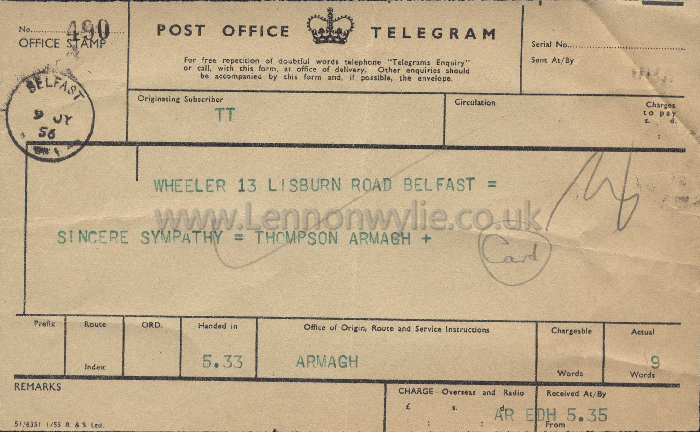 No. 490
OFFICE STAMP
POST OFFICE TELEGRAM
For free repetition of doubtful words telephone "Telegrams Enquiry"
or call, with this form, at office of delivery. Other enquiries should
be accompanied by this form and, if possible, the envelope.
Serial No.
Sent At/By
BELFAST
9 JY
56
Originating Subscriber
TT
Circulation
Charges
to pay
s. d.
WHEELER 13 LISBURN ROAD BELFAST =
www.Lennonwylie.co.uk
SINCERE SYMPATHY = THOMPSON ARMAGH +
Card
Prefix
Route
Index
ORD.
Handed in
5.33
Office of Origin, Route and Service Instructions
ARMAGH
Chargeable
Words
Actual
9
Words
REMARKS
CHARGE Overseas and Radio
£ s. d.
Received At/By
AR EDH 5.35
From
51/6351 1/55 B. & S. Ltd.